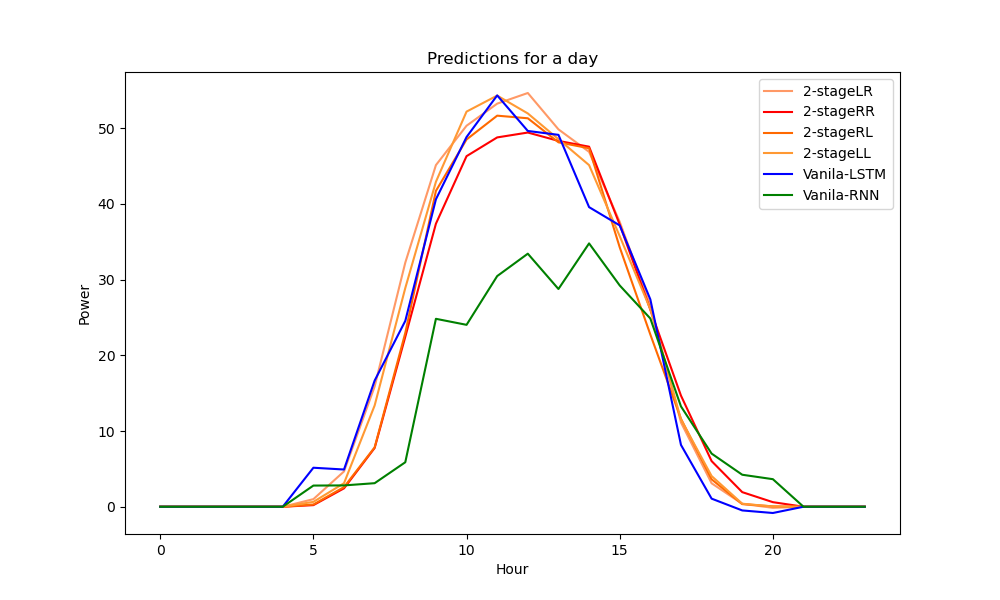 Predictions for a day
2-stageLR
2-stageRR
2-stageRL
2-stageLL
Vanila-LSTM
Vanila-RNN
Power
50
40
30
20
10
0
0 5 10 15 20
Hour